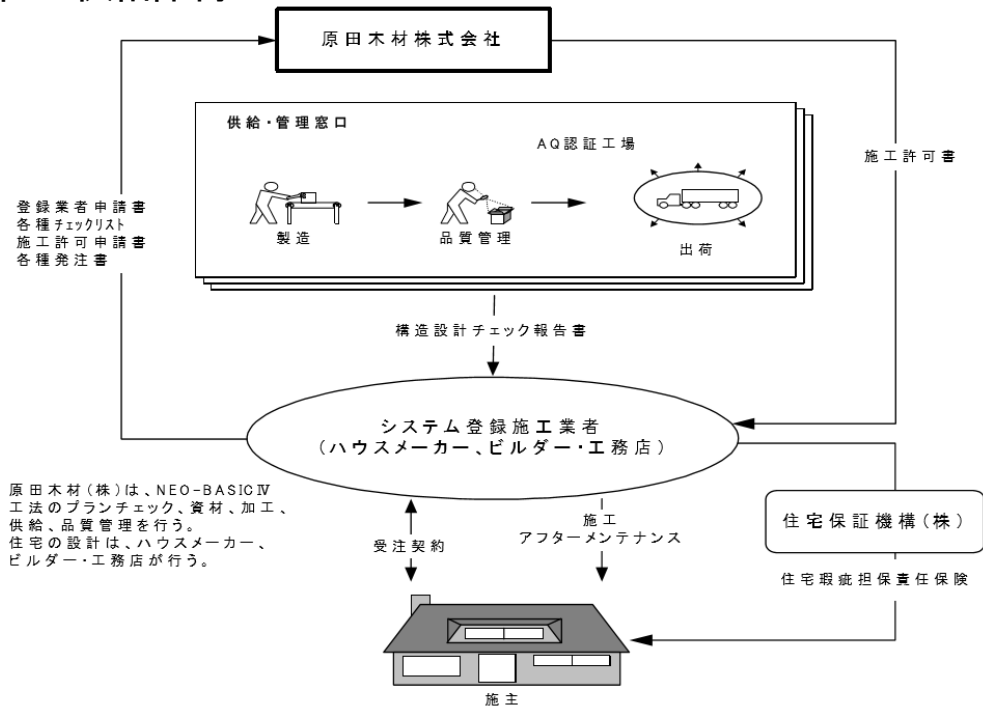 原田木材株式会社
供給・管理窓口
AQ認証工場
製造
品質管理
出荷
施工許可書
登録業者申請書
各種チェックリスト
施工許可申請書
各種発注書
構造設計チェック報告書
システム登録施工業者
(ハウスメーカー、ビルダー・工務店)
原田木材(株)は、NEO-BASICⅣ
工法のプランチェック、資材、加工、
供給、品質管理を行う。
住宅の設計は、ハウスメーカー、
ビルダー・工務店が行う。
受注契約
施工
アフターメンテナンス
住宅保証機構(株)
住宅瑕疵担保責任保険
施主